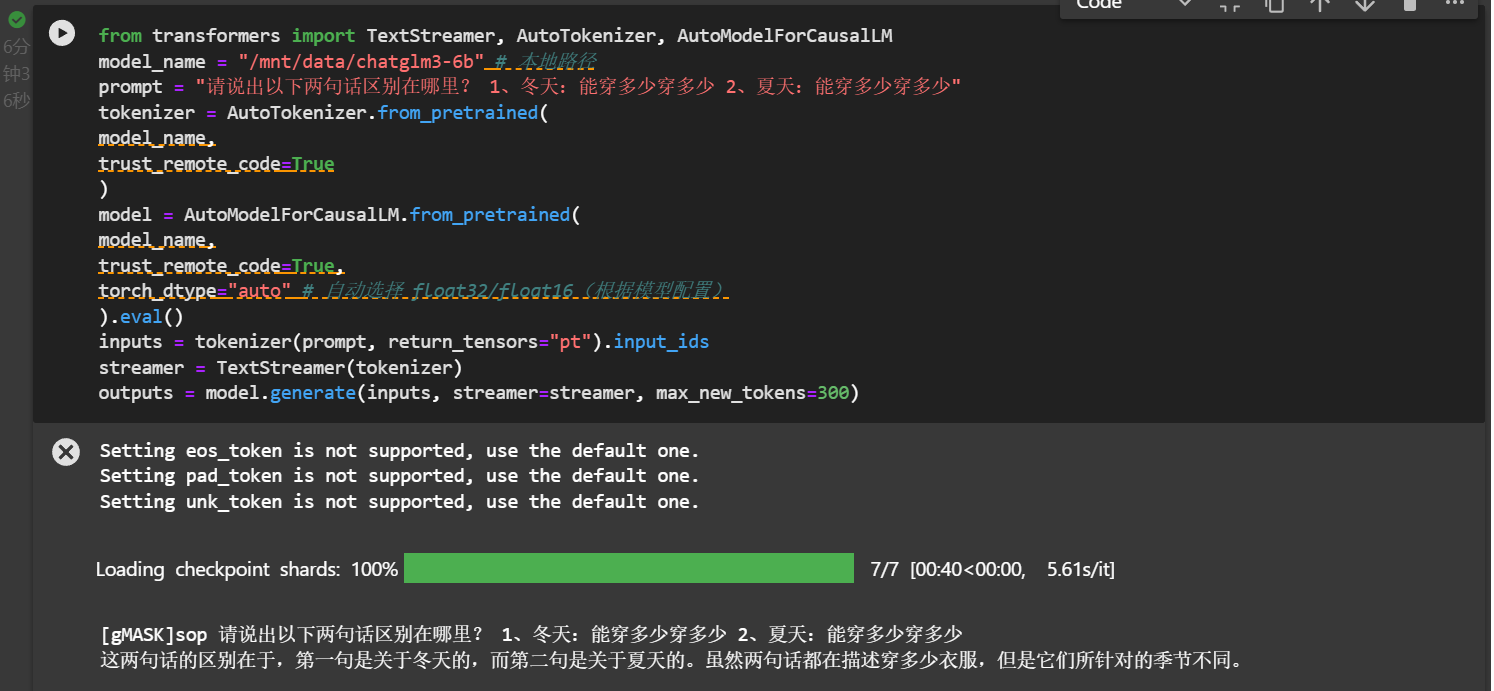 Code
6分
钟3
6秒
from transformers import TextStreamer, AutoTokenizer, AutoModelForCausalLM
model_name = "/mnt/data/chatglm3-6b" # 本地路径
prompt = "请说出以下两句话区别在哪里? 1、冬天：能穿多少穿多少 2、夏天：能穿多少穿多少"
tokenizer = AutoTokenizer.from_pretrained(
model_name,
trust_remote_code=True
)
model = AutoModelForCausalLM.from_pretrained(
model_name,
trust_remote_code=True,
torch_dtype="auto" # 自动选择 float32/float16（根据模型配置）
).eval()
inputs = tokenizer(prompt, return_tensors="pt").input_ids
streamer = TextStreamer(tokenizer)
outputs = model.generate(inputs, streamer=streamer, max_new_tokens=300)
Setting eos_token is not supported, use the default one.
Setting pad_token is not supported, use the default one.
Setting unk_token is not supported, use the default one.
Loading checkpoint shards: 100% 7/7 [00:40<00:00, 5.61s/it]
[gMASK]sop 请说出以下两句话区别在哪里? 1、冬天：能穿多少穿多少 2、夏天：能穿多少穿多少
这两句话的区别在于，第一句是关于冬天的，而第二句是关于夏天的。虽然两句话都在描述穿多少衣服，但是它们所针对的季节不同。